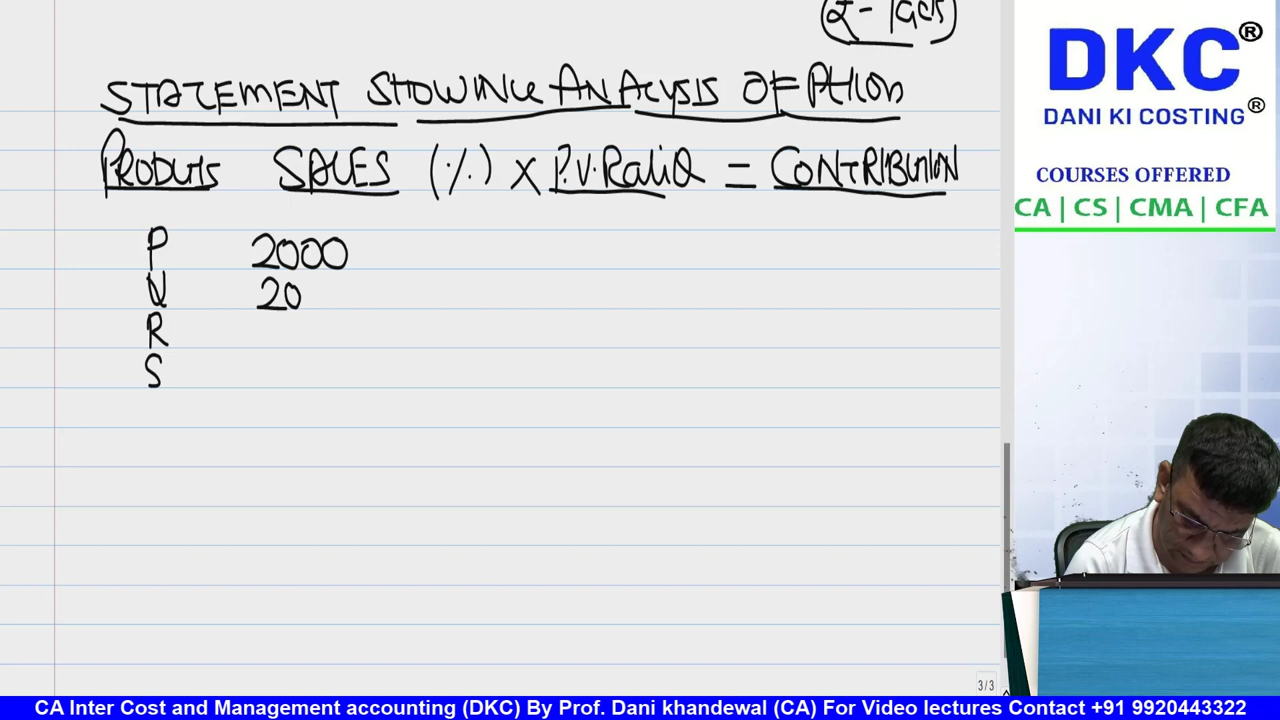 (₹ - lacs)
STATEMENT SHOWING ANALYSIS OF
PRODUCTS SALES (%) x P.V. Ratio = CONTRIBUTION
P 2000
Q 20
R
S
3/3
DKC®
DANI KI COSTING®
COURSES OFFERED
CA | CS | CMA | CFA
CA Inter Cost and Management accounting (DKC) By Prof. Dani khandewal (CA) For Video lectures Contact +91 9920443322